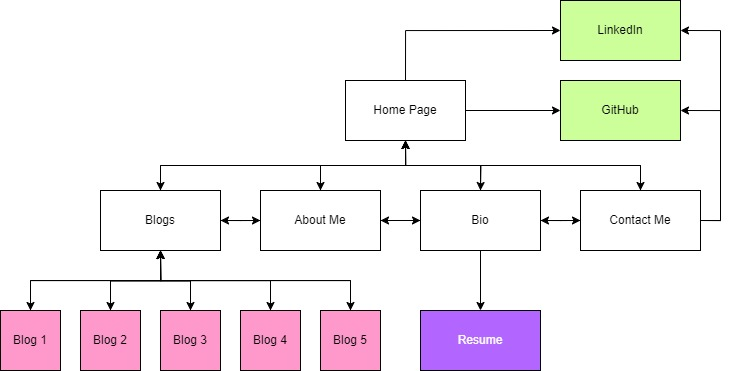 LinkedIn
Home Page
GitHub
Blogs
About Me
Bio
Contact Me
Blog 1
Blog 2
Blog 3
Blog 4
Blog 5
Resume